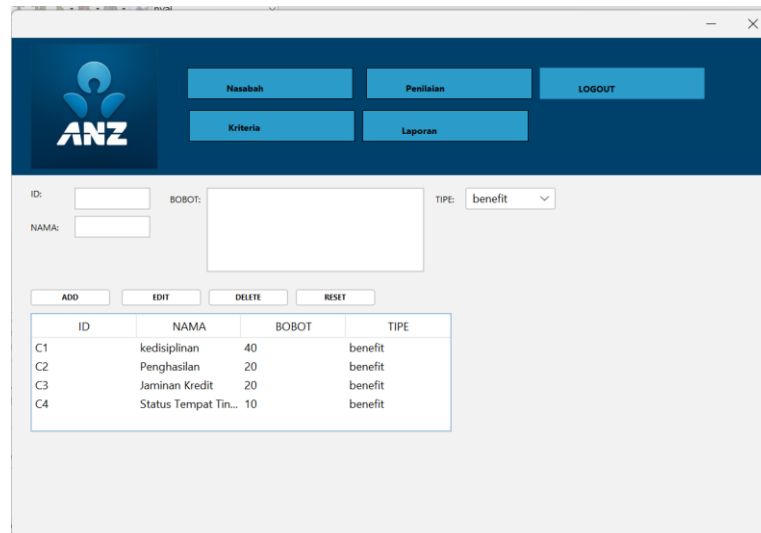 Nasabah Penilaian LOGOUT
ANZ
Kriteria Laporan
ID: BOBOT: TIPE: benefit
NAMA:
ADD EDIT DELETE RESET
ID NAMA BOBOT TIPE
C1 kedisiplinan 40 benefit
C2 Penghasilan 20 benefit
C3 Jaminan Kredit 20 benefit
C4 Status Tempat Tin... 10 benefit